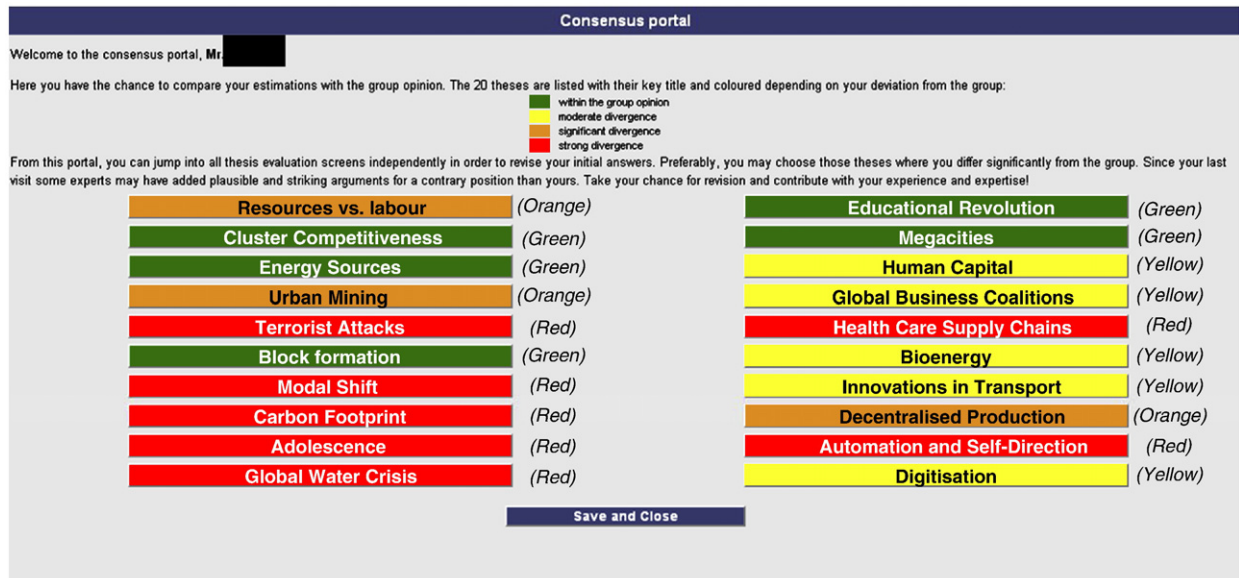 Consensus portal
Welcome to the consensus portal, Mr.
Here you have the chance to compare your estimations with the group opinion. The 20 theses are listed with their key title and coloured depending on your deviation from the group:
within the group opinion
moderate divergence
significant divergence
strong divergence
From this portal, you can jump into all thesis evaluation screens independently in order to revise your initial answers. Preferably, you may choose those theses where you differ significantly from the group. Since your last
visit some experts may have added plausible and striking arguments for a contrary position than yours. Take your chance for revision and contribute with your experience and expertise!
Resources vs. labour (Orange)
Cluster Competitiveness (Green)
Energy Sources (Green)
Urban Mining (Orange)
Terrorist Attacks (Red)
Block formation (Green)
Modal Shift (Red)
Carbon Footprint (Red)
Adolescence (Red)
Global Water Crisis (Red)
Educational Revolution (Green)
Megacities (Green)
Human Capital (Yellow)
Global Business Coalitions (Yellow)
Health Care Supply Chains (Red)
Bioenergy (Yellow)
Innovations in Transport (Yellow)
Decentralised Production (Orange)
Automation and Self-Direction (Red)
Digitisation (Yellow)
Save and Close